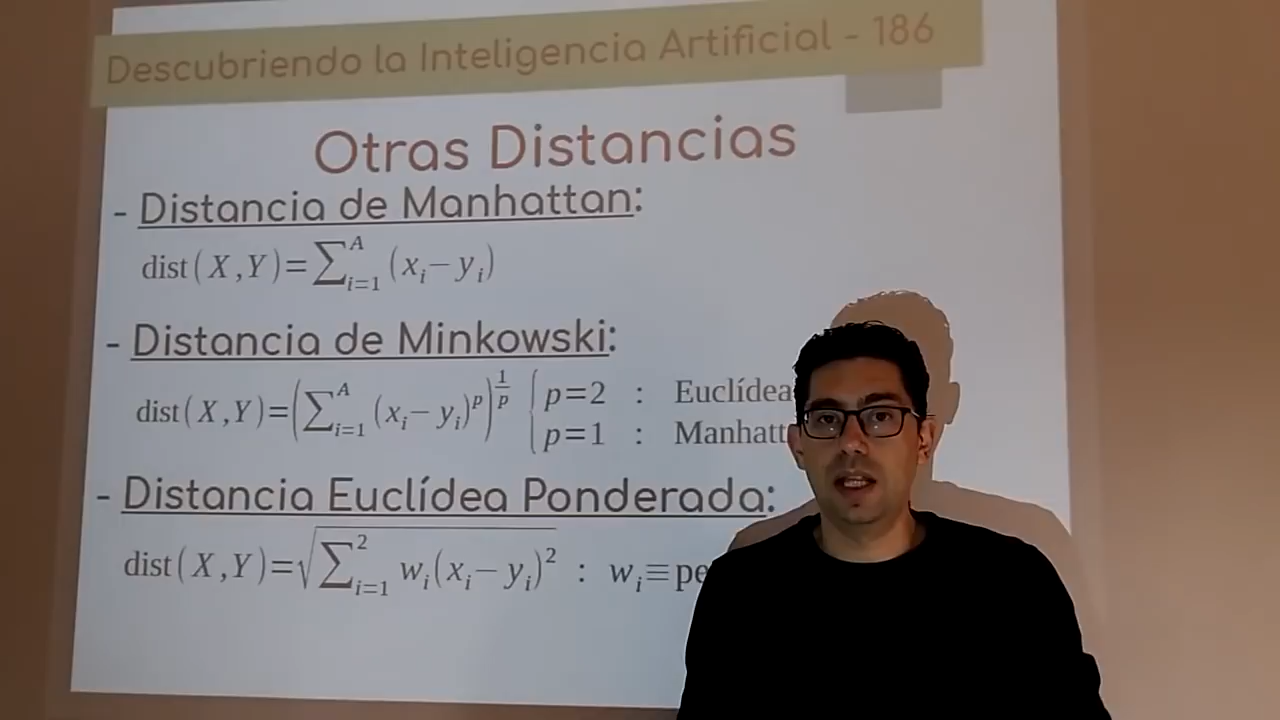 Descubriendo la Inteligencia Artificial - 186
Otras Distancias
- Distancia de Manhattan:
dist(X,Y)=∑_{i=1}^{A} (x_i−y_i)
- Distancia de Minkowski:
dist(X,Y)=(∑_{i=1}^{A} (x_i−y_i)^p)^{1/p} { p=2 : Euclídea
p=1 : Manhatt
- Distancia Euclídea Ponderada:
dist(X,Y)=√∑_{i=1}^{2} w_i(x_i−y_i)^2 : w_i≡pe